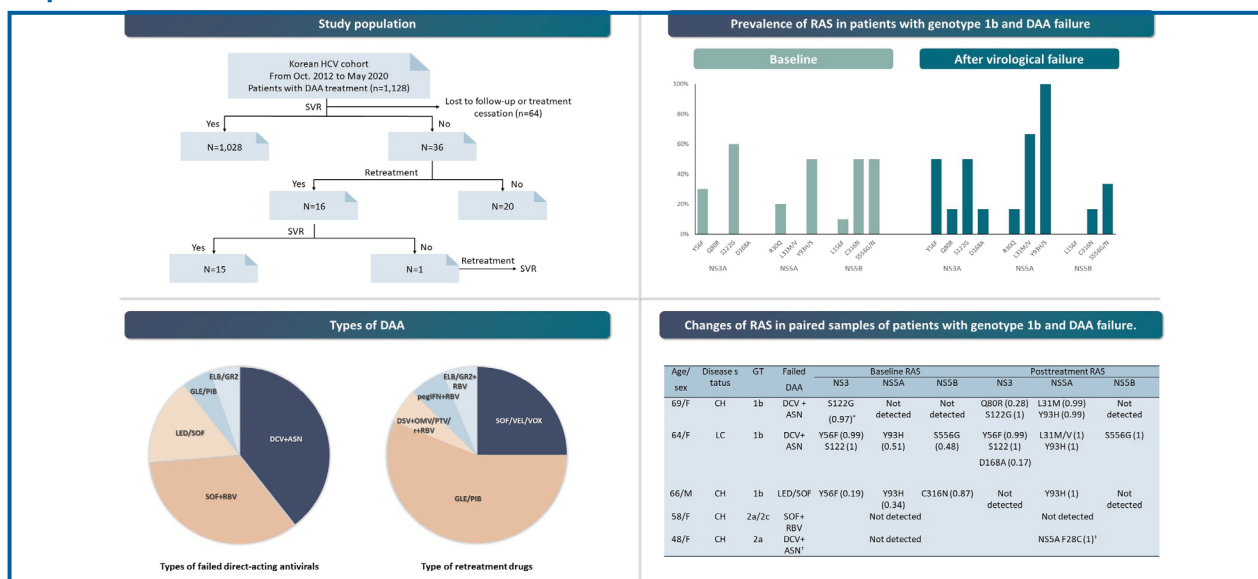 Study population
Korean HCV cohort
From Oct. 2012 to May 2020
Patients with DAA treatment (n=1,128)
SVR
Lost to follow-up or treatment
cessation (n=64)
Yes
No
N=1,028
N=36
Retreatment
Yes
No
N=16
N=20
SVR
Yes
No
N=15
N=1
Retreatment
SVR
Prevalence of RAS in patients with genotype 1b and DAA failure
Baseline
After virological failure
100%
80%
60%
40%
20%
0%
Y56F
Q80R
S122G
D168A
R30Q
L31M/V
Y93H/S
L156F
C316N
S556G/N
NS3A
NS5A
NS5B
Y56F
Q80R
S122G
D168A
R30Q
L31M/V
Y93H/S
L156F
C316N
S556G/N
NS3A
NS5A
NS5B
Types of DAA
ELB/GRZ
GLE/PIB
LED/SOF
DCV+ASN
SOF+RBV
Types of failed direct-acting antivirals
ELB/GRZ+
RBV
pegIFN+RBV
DSV+OMV/PTV/
r+RBV
SOF/VEL/VOX
GLE/PIB
Type of retreatment drugs
Changes of RAS in paired samples of patients with genotype 1b and DAA failure.
Age/ Disease s GT Failed Baseline RAS Posttreatment RAS
sex tatus DAA NS3 NS5A NS5B NS3 NS5A NS5B
69/F CH 1b DCV + S122G Not Not Q80R (0.28) L31M (0.99) Not
ASN (0.97)* detected detected S122G (1) Y93H (0.99) detected
64/F LC 1b DCV+ Y56F (0.99) Y93H S556G Y56F (0.99) L31M/V (1) S556G (1)
ASN S122 (1) (0.51) (0.48) S122 (1) Y93H (1)
D168A (0.17)
66/M CH 1b LED/SOF Y56F (0.19) Y93H C316N (0.87) Not Y93H (1) Not
(0.34) detected detected
58/F CH 2a/2c SOF+ Not detected Not detected
RBV
48/F CH 2a DCV+ Not detected NS5A F28C (1)†
ASN†